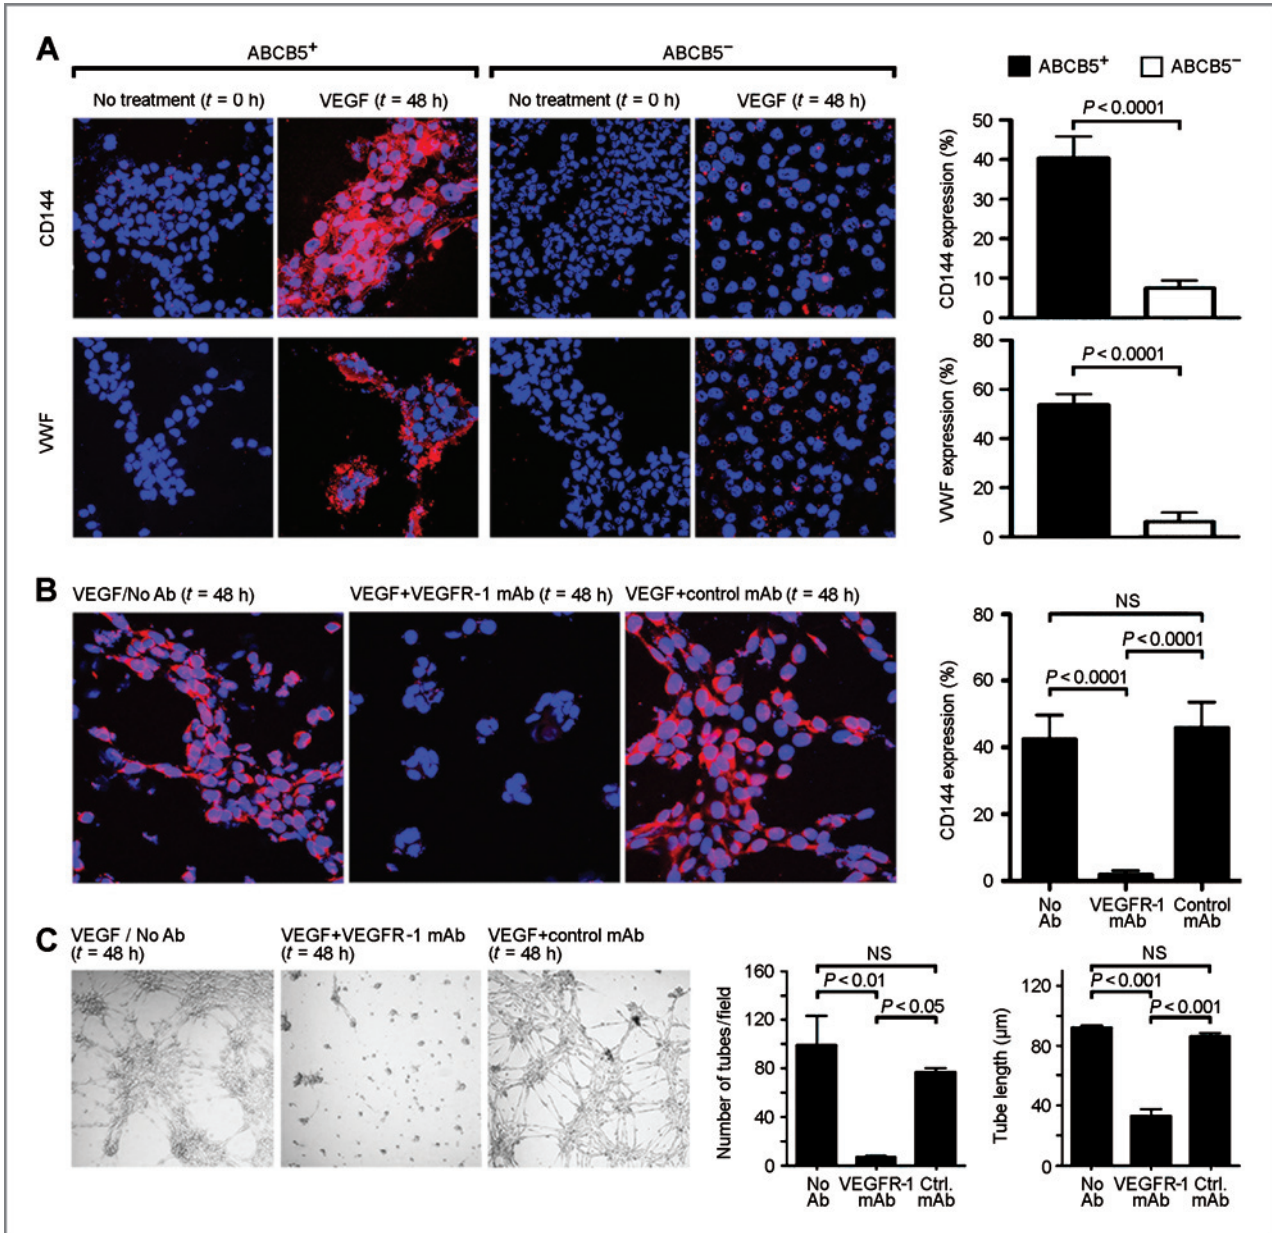 A
ABCB5+
ABCB5−
No treatment (t = 0 h)
VEGF (t = 48 h)
No treatment (t = 0 h)
VEGF (t = 48 h)
CD144
VWF
ABCB5+
ABCB5−
P < 0.0001
50
40
30
20
10
0
CD144 expression (%)
P < 0.0001
80
60
40
20
0
VWF expression (%)
B
VEGF/No Ab (t = 48 h)
VEGF+VEGFR-1 mAb (t = 48 h)
VEGF+control mAb (t = 48 h)
NS
P < 0.0001
P < 0.0001
80
60
40
20
0
CD144 expression (%)
No
Ab
VEGFR-1
mAb
Control
mAb
C
VEGF / No Ab
(t = 48 h)
VEGF+VEGFR-1 mAb
(t = 48 h)
VEGF+control mAb
(t = 48 h)
NS
P < 0.01
P < 0.05
160
120
80
40
0
Number of tubes/field
No
Ab
VEGFR-1
mAb
Ctrl.
mAb
NS
P < 0.001
P < 0.001
120
80
40
0
Tube length (µm)
No
Ab
VEGFR-1
mAb
Ctrl.
mAb